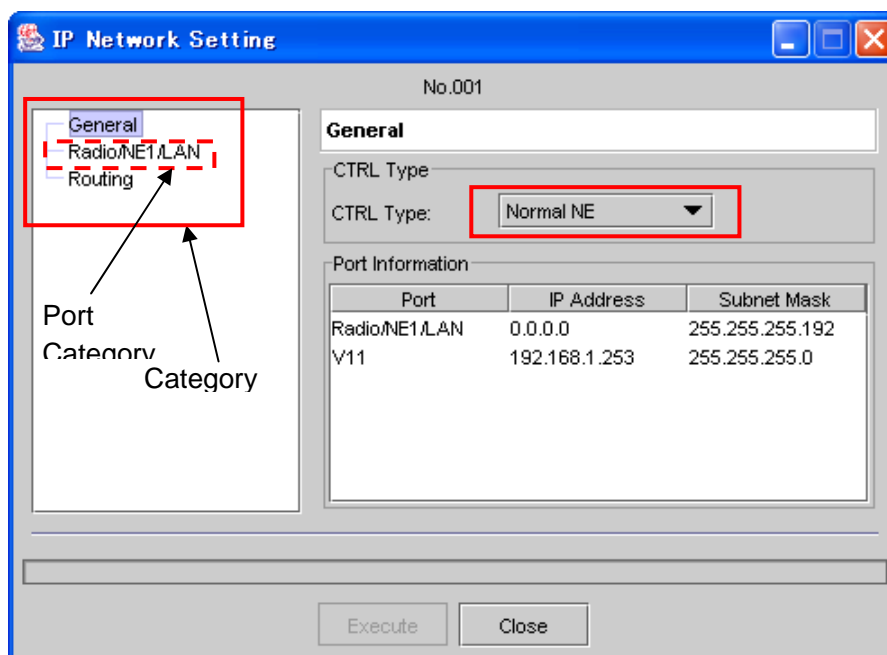 IP Network Setting
No.001
General
Radio/NE1/LAN
Routing
Port
Category
Category
General
CTRL Type
CTRL Type:
Normal NE
Port Information
Port IP Address Subnet Mask
Radio/NE1/LAN 0.0.0.0 255.255.255.192
V11 192.168.1.253 255.255.255.0
Execute
Close